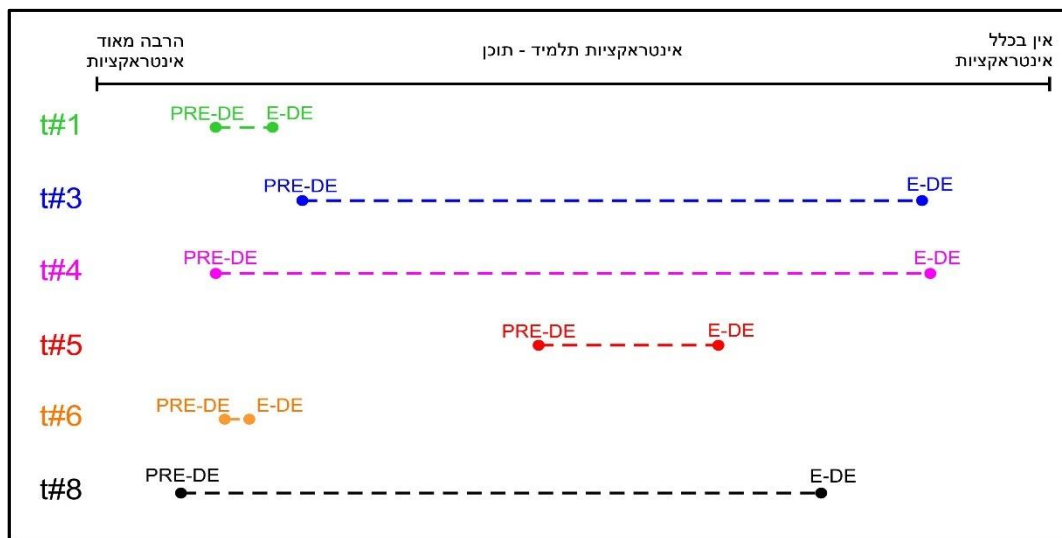 הרבה מאוד
אינטראקציות
אינטראקציות תלמיד - תוכן
אין בכלל
אינטראקציות
t#1 PRE-DE E-DE
t#3 PRE-DE E-DE
t#4 PRE-DE E-DE
t#5 PRE-DE E-DE
t#6 PRE-DE E-DE
t#8 PRE-DE E-DE